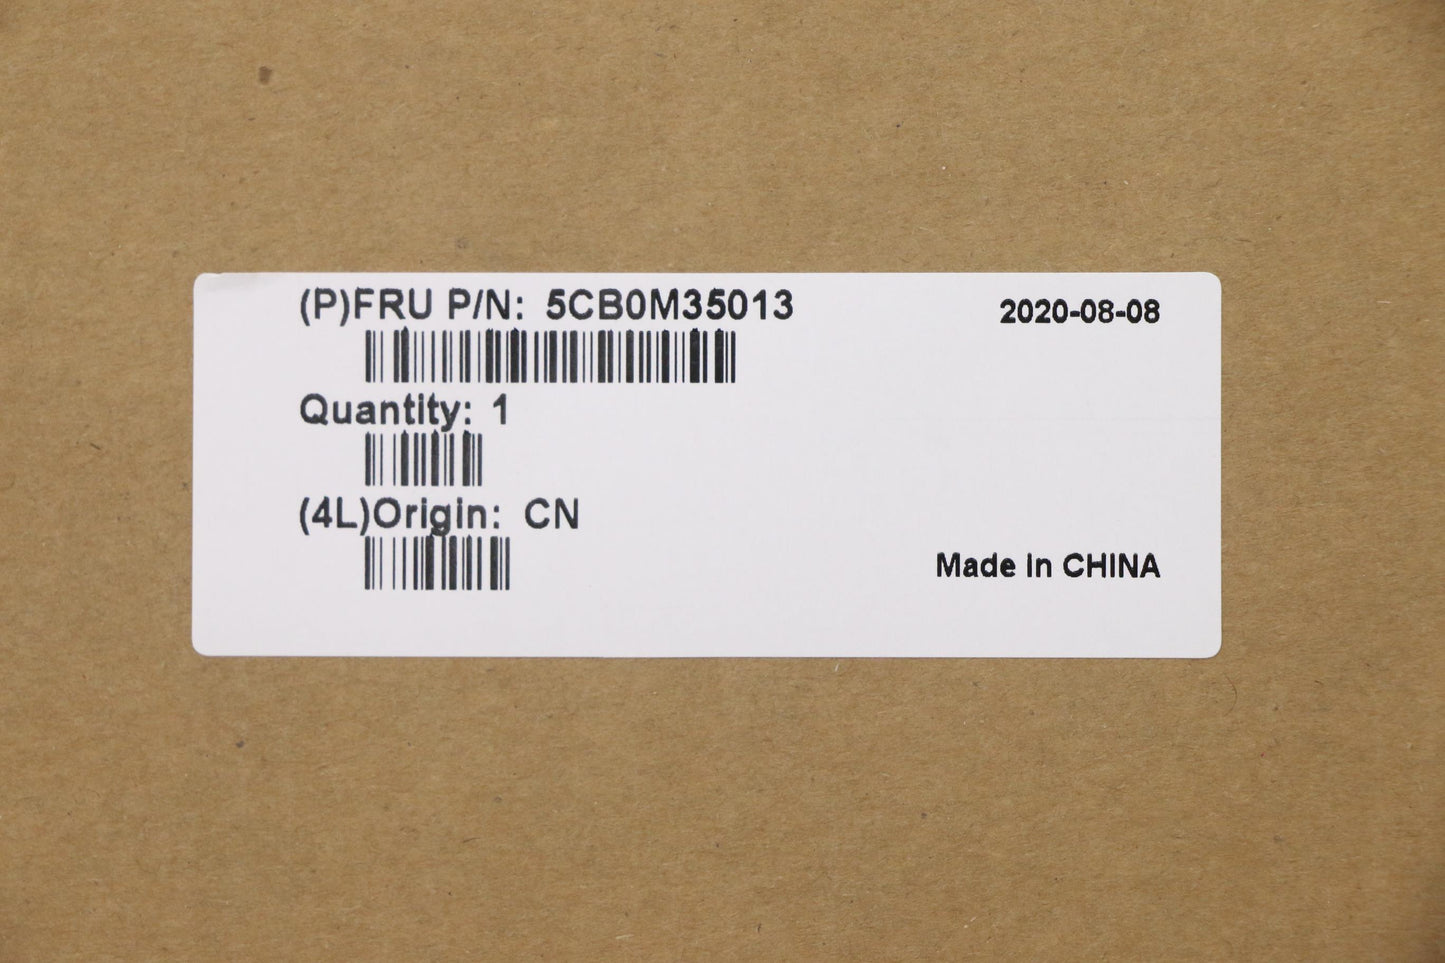 (P)FRU P/N: 5CB0M35013
2020-08-08
Quantity: 1
(4L)Origin: CN
Made In CHINA